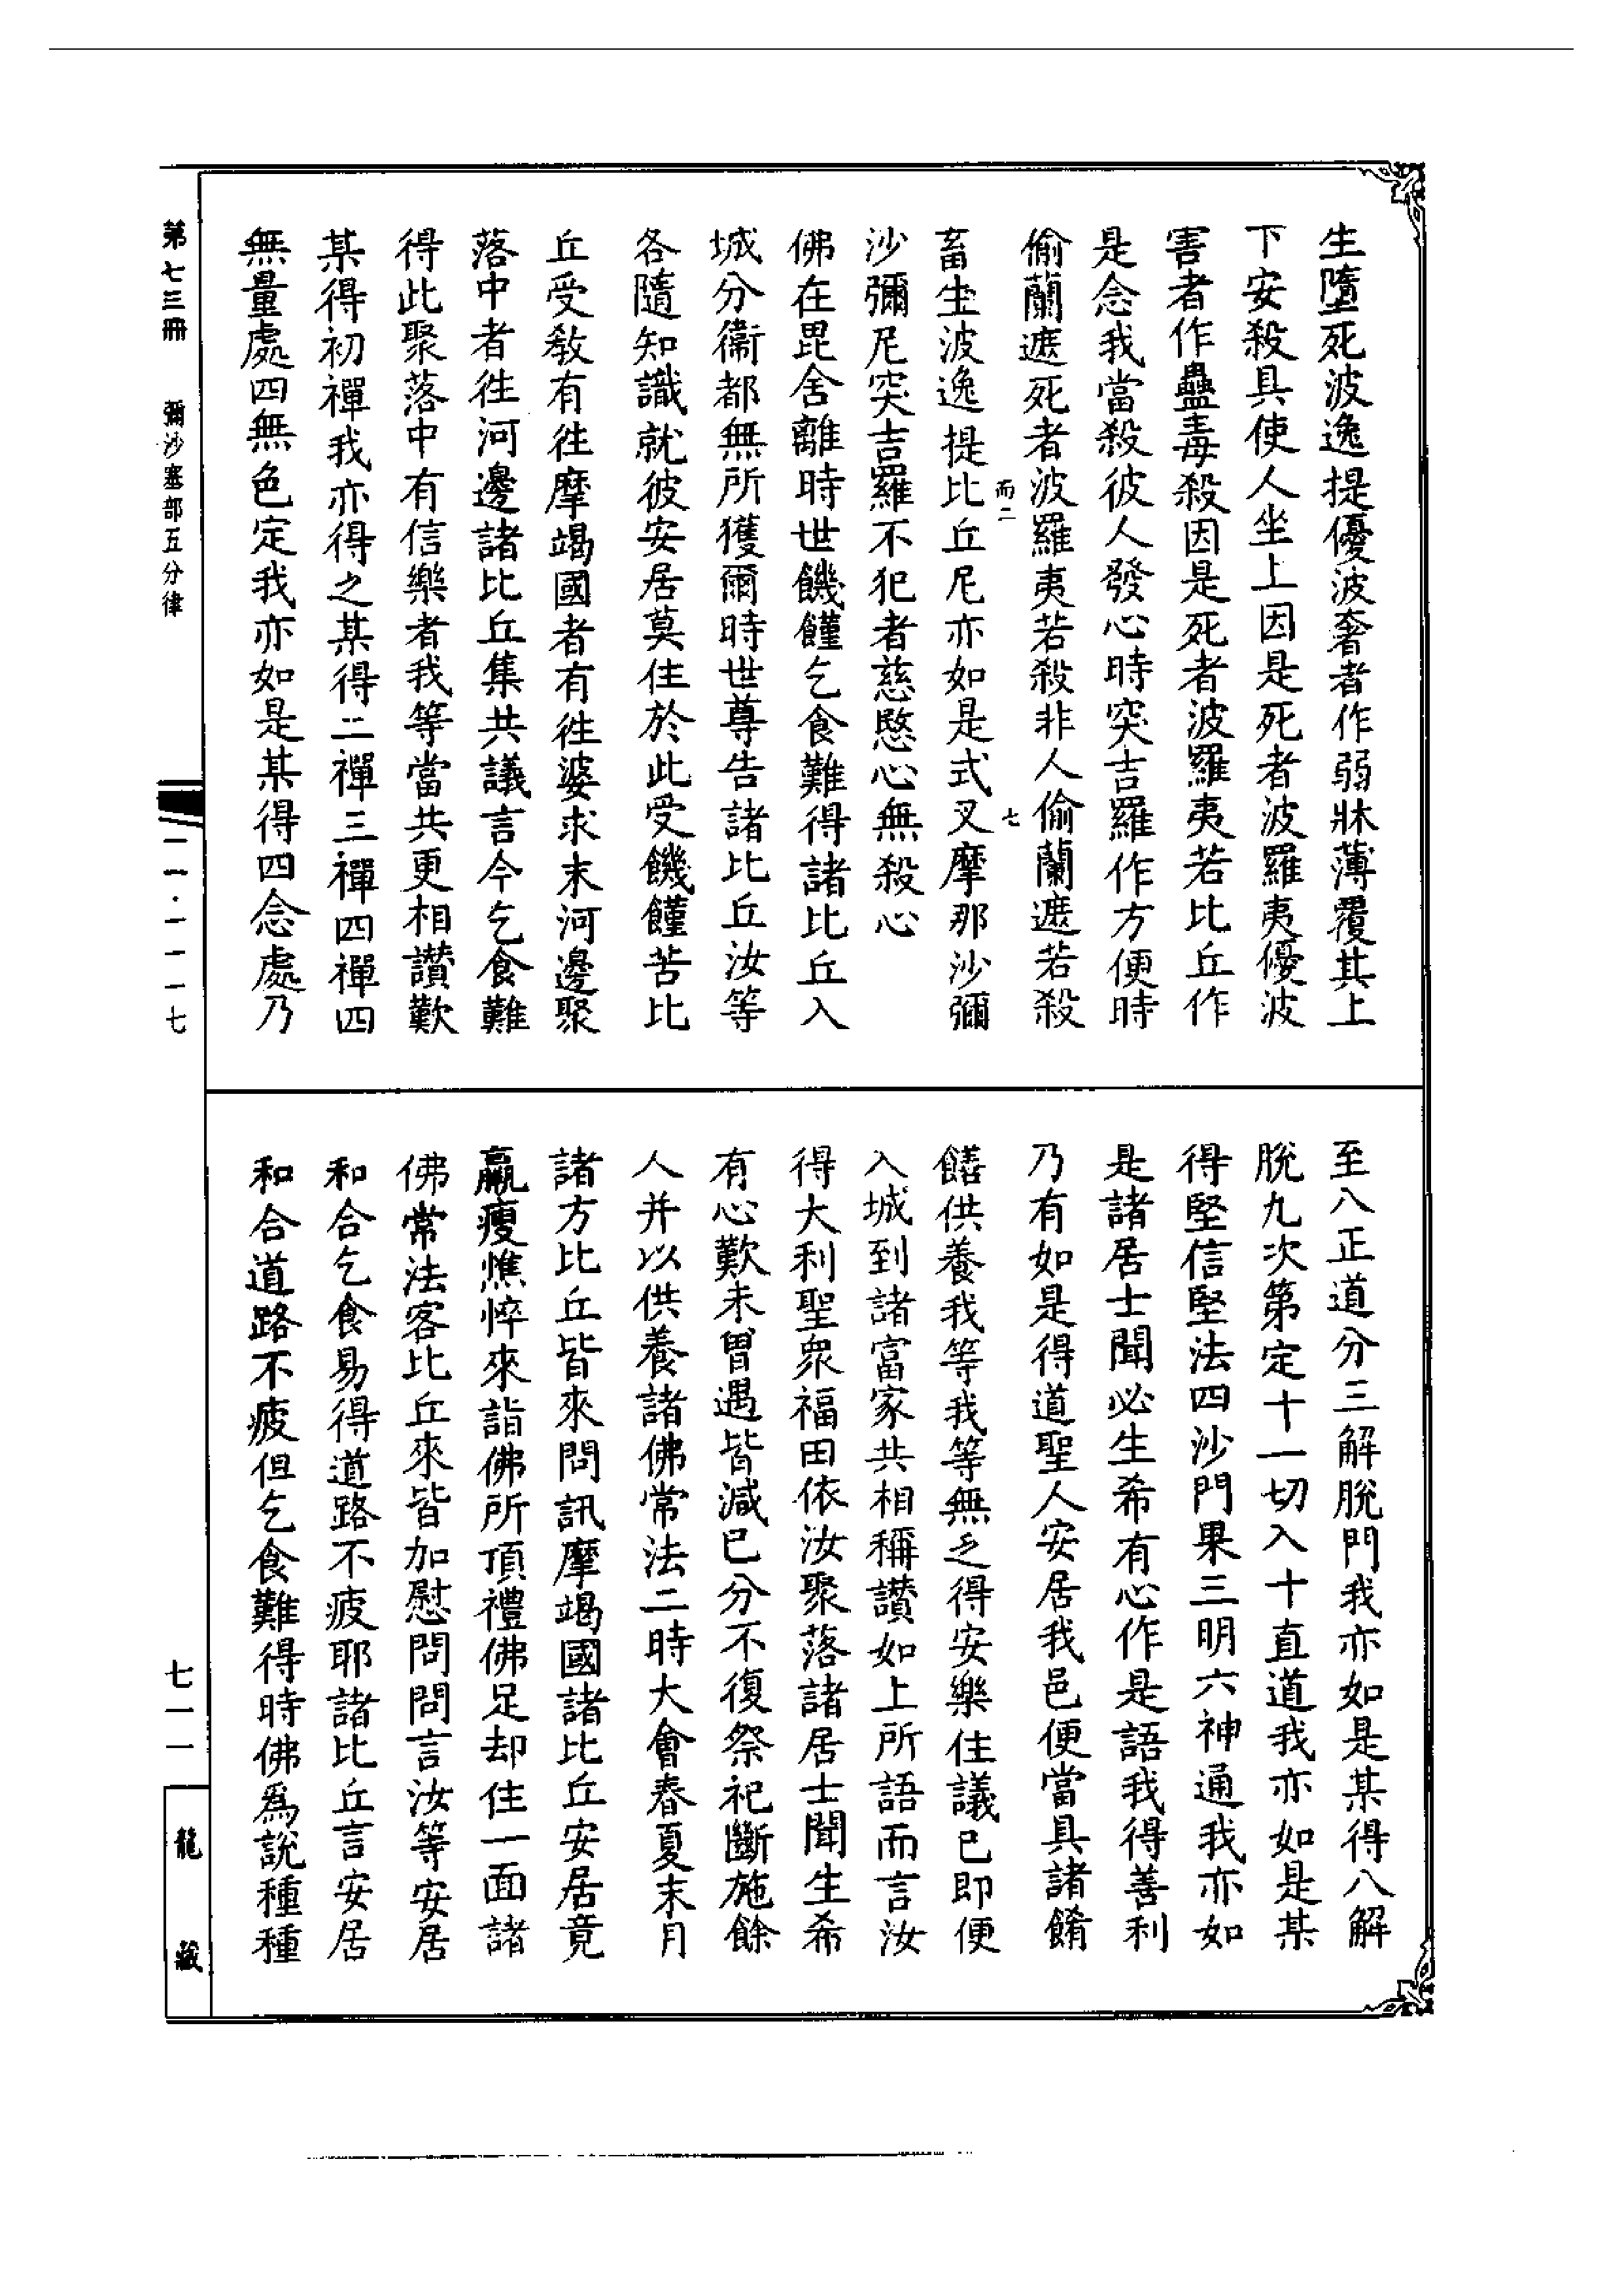 生墮死波逸提優波奢者作弱牀薄覆其上
下安殺具使人坐上因是死者波羅夷優波
害者作蠱毒殺因是死者波羅夷若比丘作
是念我當殺彼人發心時突吉羅作方便時
偷蘭遮死者波羅夷若殺非人偷蘭遮若殺
而二
七
畜生波逸提比丘尼亦如是式叉摩那沙彌
沙彌尼突吉羅不犯者慈愍心無殺心
佛在毘舍離時世饑饉乞食難得諸比丘入
城分衞都無所獲爾時世尊告諸比丘汝等
各隨知識就彼安居莫住於此受饑饉苦比
丘受教有往摩竭國者有往婆求末河邊聚
落中者往河邊諸比丘集共議言今乞食難
得此聚落中有信樂者我等當共更相讚歎
某得初禪我亦得之某得二禪三禪四禪四
無量處四無色定我亦如是某得四念處乃
至八正道分三解脫門我亦如是某得八解
脫九次第定十一切入十直道我亦如是某
得堅信堅法四沙門果三明六神通我亦如
是諸居士聞必生希有心作是語我得善利
乃有如是得道聖人安居我邑便當具諸餚
饍供養我等我等無乏得安樂住議已即便
入城到諸富家共相稱讚如上所語而言汝
得大利聖衆福田依汝聚落諸居士聞生希
有心歎未曾遇皆減已分不復祭祀斷施餘
人并以供養諸佛常法二時大會春夏末月
諸方比丘皆來問訊摩竭國諸比丘安居竟
羸瘦憔悴來詣佛所頂禮佛足却住一面諸
佛常法客比丘來皆加慰問問言汝等安居
和合乞食易得道路不疲耶諸比丘言安居
和合道路不疲但乞食難得時佛爲說種種
第七三冊 彌沙塞部五分律
一一·一一一七
七一一
龍藏